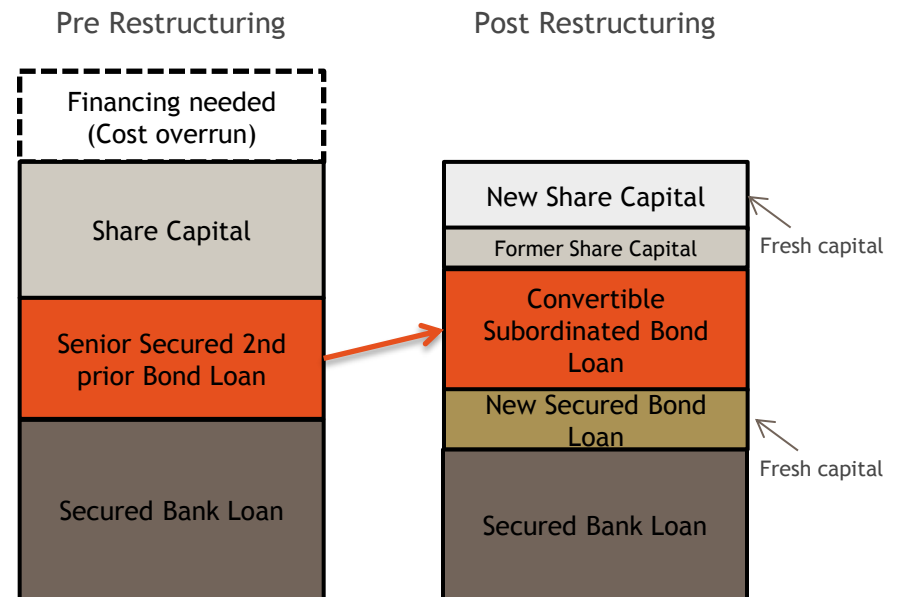 Pre Restructuring
Post Restructuring
Financing needed
(Cost overrun)
Share Capital
Senior Secured 2nd
prior Bond Loan
Secured Bank Loan
New Share Capital
Fresh capital
Former Share Capital
Convertible
Subordinated Bond
Loan
New Secured Bond
Loan
Fresh capital
Secured Bank Loan